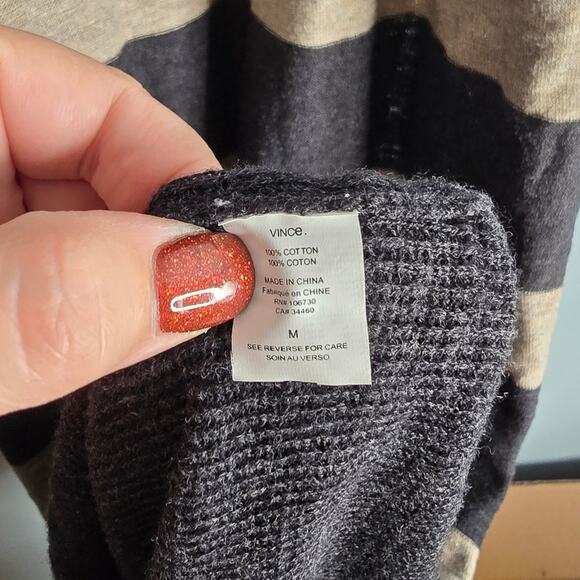 VINCe.
100% COTTON
100% COTON
MADE IN CHINA
Fabriqué en CHINE
RN# 106730
CA# 34460
M
SEE REVERSE FOR CARE
SOIN AU VERSO